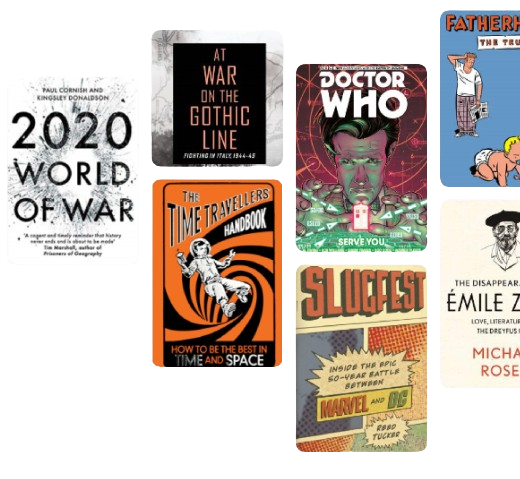 PAUL CORNISH AND
KINGSLEY DONALDSON
2020
WORLD
OF WAR
'A cogent and timely reminder that history
never ends and is about to be made'
Tim Marshall, author of
Prisoners of Geography
AT
WAR
ON THE
GOTHIC
LINE
FIGHTING IN ITALY, 1944-45
THE
TIME TRAVELLERS
HANDBOOK
HOW TO BE THE BEST IN
TIME AND SPACE
DOCTOR
WHO
SERVE YOU
SLUGFEST
INSIDE THE EPIC
50-YEAR BATTLE
BETWEEN
MARVEL AND DC
REED
TUCKER
FATHERH
THE TRU
THE DISAPPEARA
ÉMILE Z
LOVE, LITERATU
THE DREYFUS
MICHA
ROSE